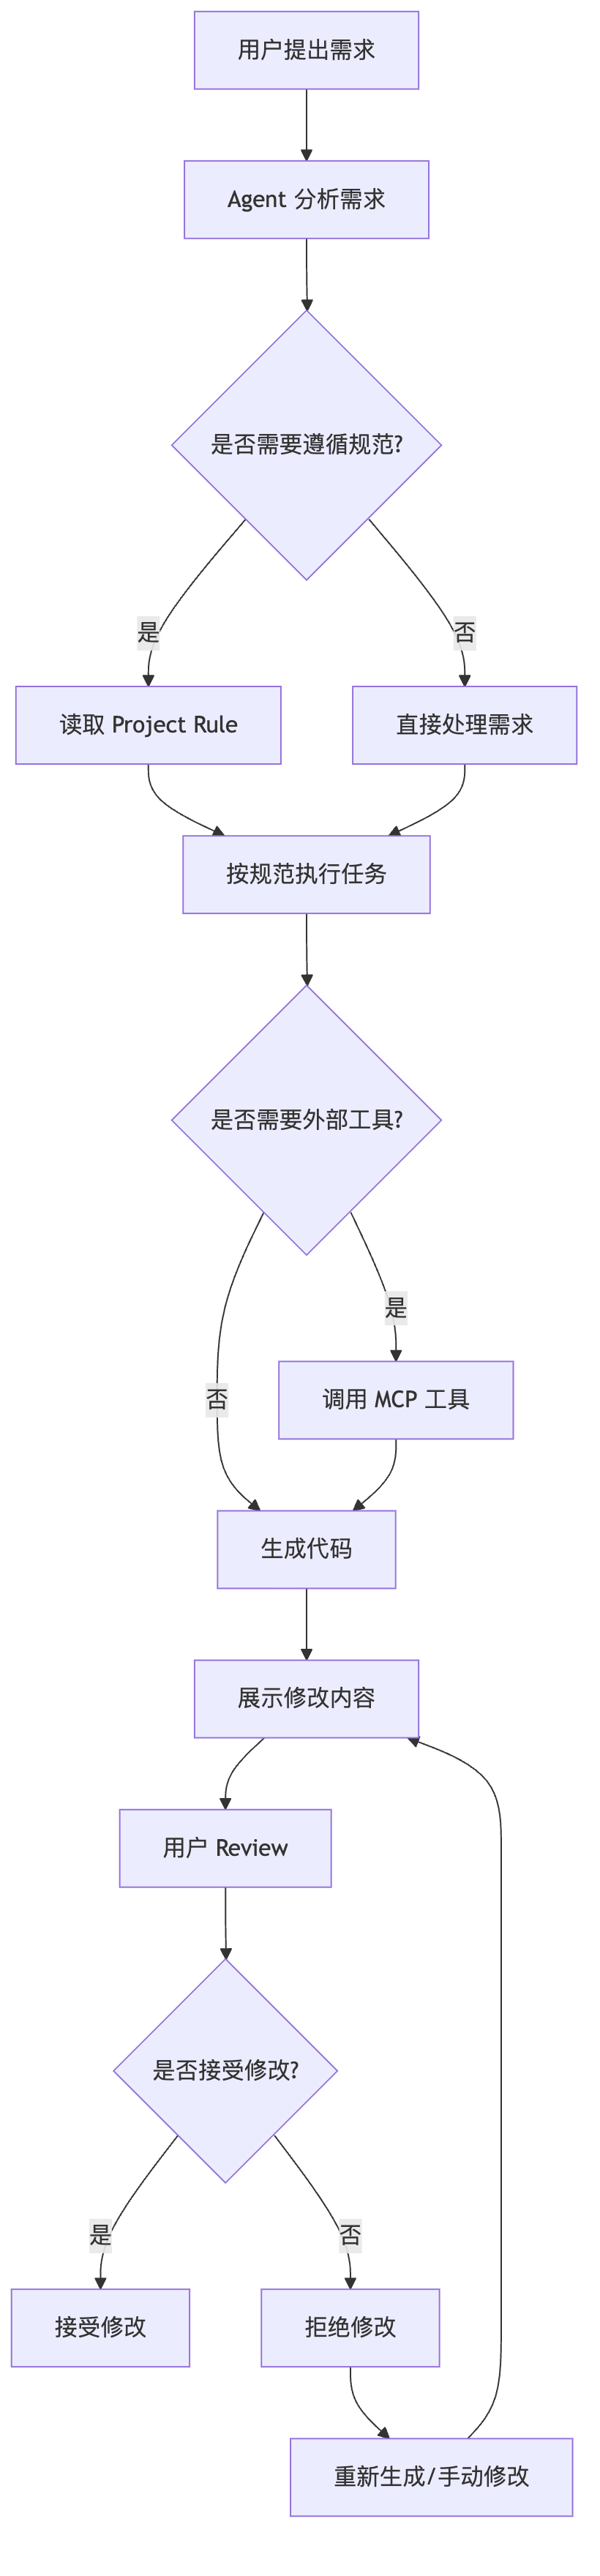 用户提出需求
Agent 分析需求
是否需要遵循规范?
是
否
读取 Project Rule
直接处理需求
按规范执行任务
是否需要外部工具?
是
否
调用 MCP 工具
生成代码
展示修改内容
用户 Review
是否接受修改?
是
否
接受修改
拒绝修改
重新生成/手动修改